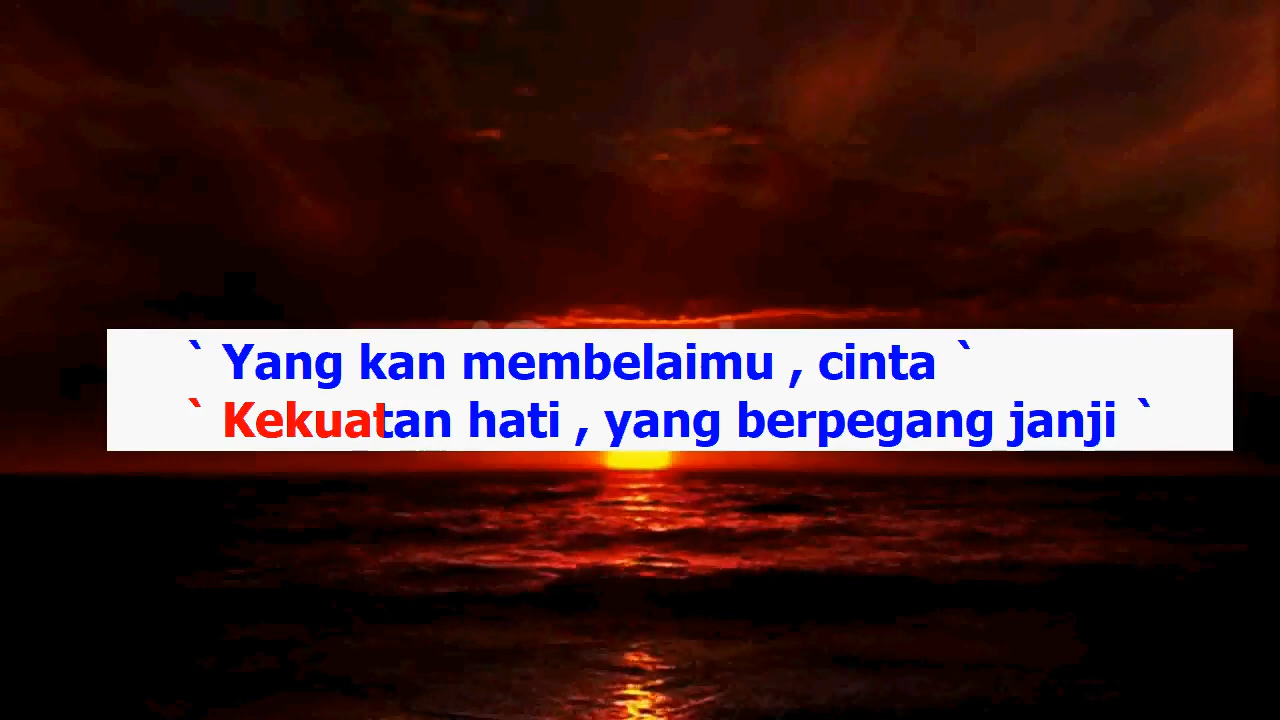 ` Yang kan membelaimu , cinta `
` Kekuatan hati , yang berpegang janji `